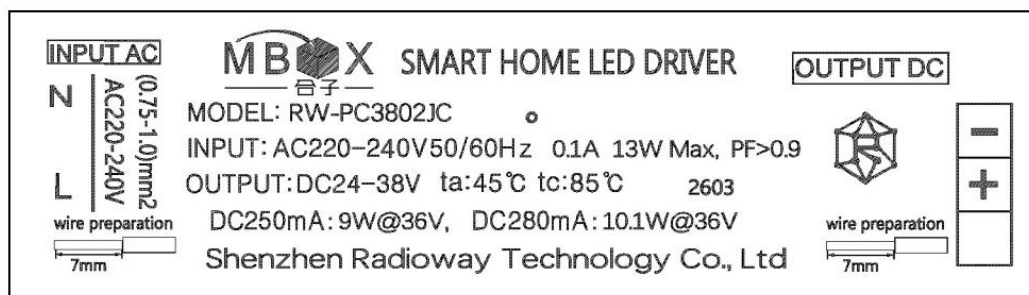 INPUT AC
N
L
(0.75-1.0)mm2
AC220-240V
wire preparation
7mm
MBOX
合子
SMART HOME LED DRIVER
MODEL: RW-PC3802JC
INPUT: AC220-240V50/60Hz 0.1A 13W Max, PF>0.9
OUTPUT:DC24-38V ta:45℃ tc:85℃ 2603
DC250mA: 9W@36V, DC280mA: 10.1W@36V
Shenzhen Radioway Technology Co., Ltd
OUTPUT DC
-
+
wire preparation
7mm